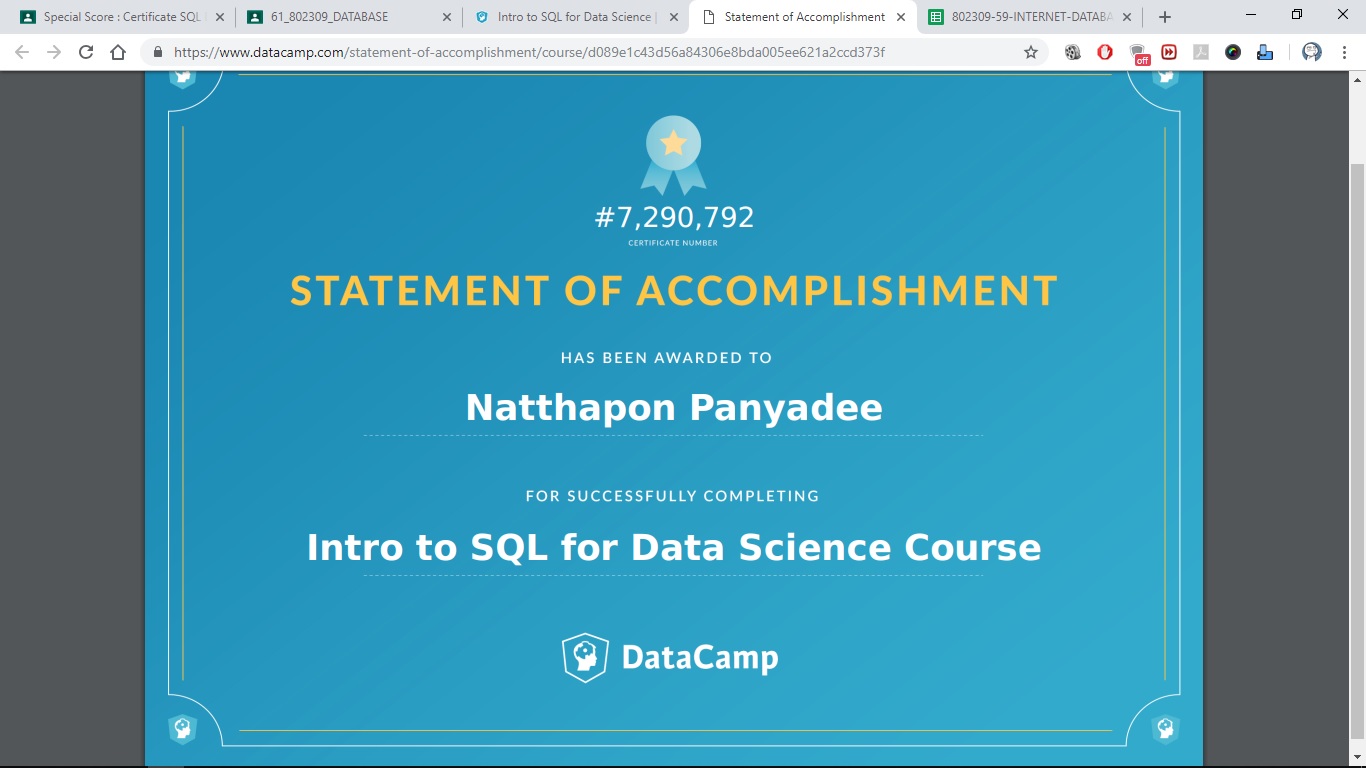 Special Score : Certificate SQL
61_802309_DATABASE
Intro to SQL for Data Science |
Statement of Accomplishment
802309-59-INTERNET-DATABA
https://www.datacamp.com/statement-of-accomplishment/course/d089e1c43d56a84306e8bda005ee621a2ccd373f
off
#7,290,792
CERTIFICATE NUMBER
STATEMENT OF ACCOMPLISHMENT
HAS BEEN AWARDED TO
Natthapon Panyadee
FOR SUCCESSFULLY COMPLETING
Intro to SQL for Data Science Course
DataCamp